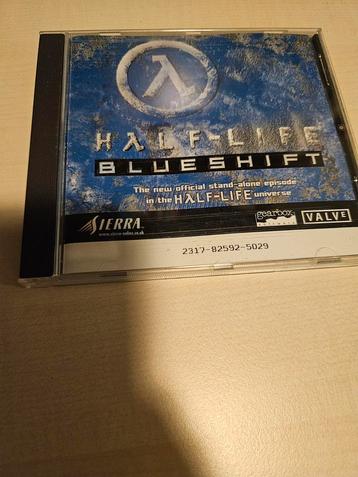 HALF-LIFE
BLUESHIFT
The new official stand-alone episode
in the HALF-LIFE universe
SIERRA
gearbox
VALVE
2317-82592-5029